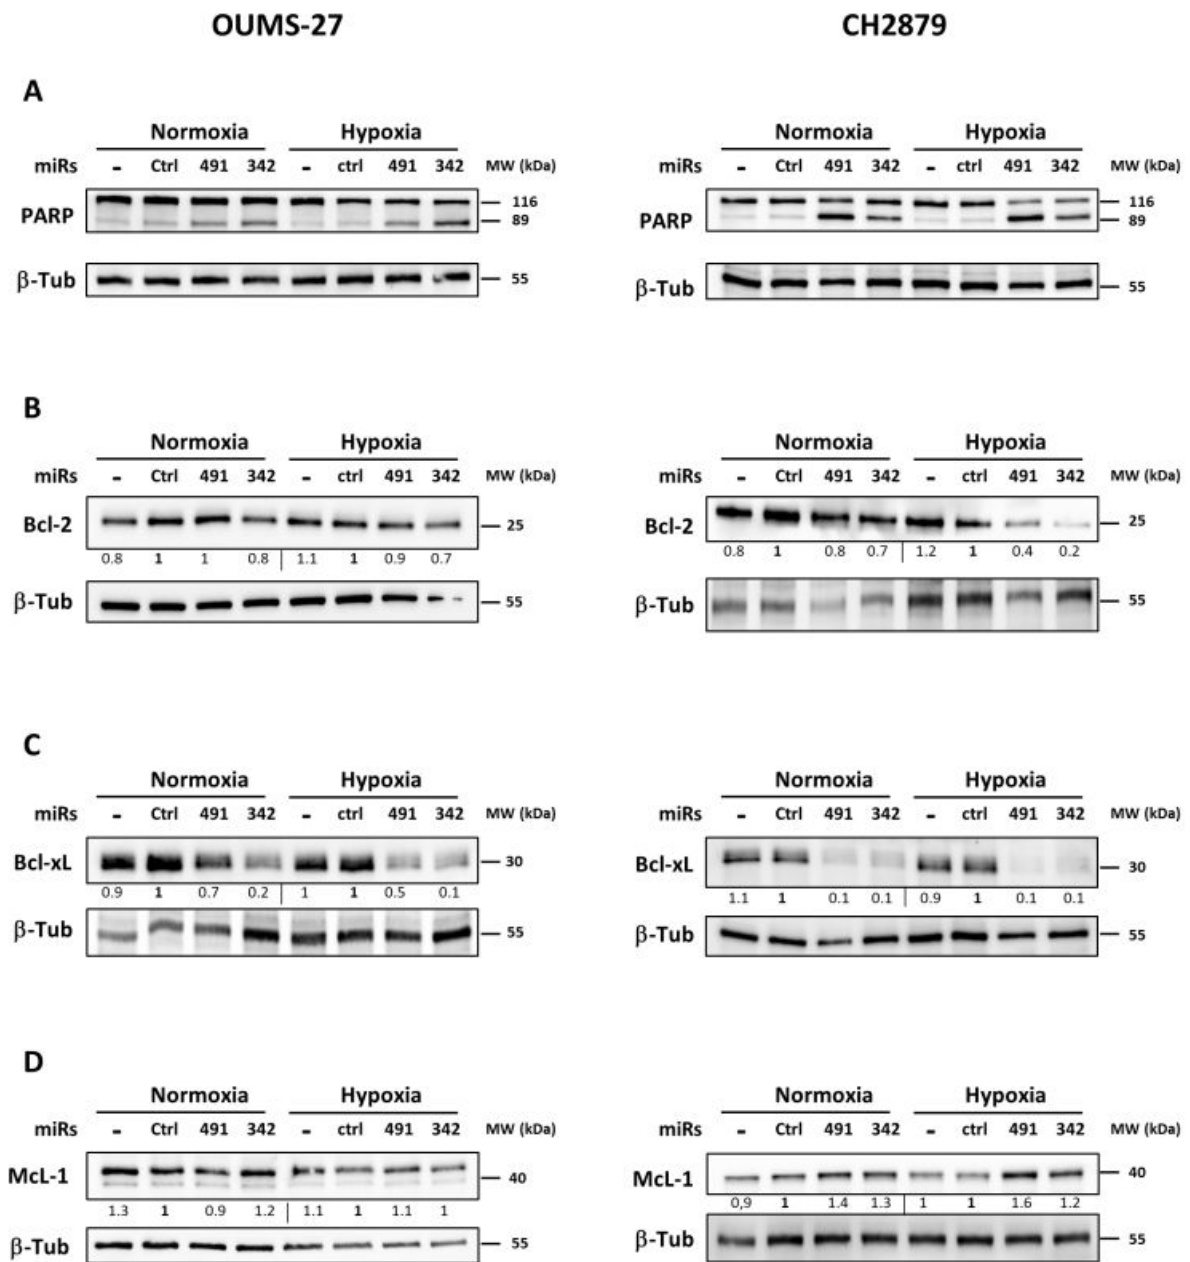 OUMS-27 CH2879
A
Normoxia Hypoxia Normoxia Hypoxia
miRs - Ctrl 491 342 - ctrl 491 342 MW (kDa) miRs - Ctrl 491 342 - ctrl 491 342 MW (kDa)
PARP 116 PARP 116
89 89
β-Tub 55 β-Tub 55
B
Normoxia Hypoxia Normoxia Hypoxia
miRs - Ctrl 491 342 - ctrl 491 342 MW (kDa) miRs - Ctrl 491 342 - ctrl 491 342 MW (kDa)
Bcl-2 25 Bcl-2 25
0.8 1 1 0.8 1.1 1 0.9 0.7 0.8 1 0.8 0.7 1.2 1 0.4 0.2
β-Tub 55 β-Tub 55
C
Normoxia Hypoxia Normoxia Hypoxia
miRs - Ctrl 491 342 - ctrl 491 342 MW (kDa) miRs - Ctrl 491 342 - ctrl 491 342 MW (kDa)
Bcl-xL 30 Bcl-xL 30
0.9 1 0.7 0.2 1 1 0.5 0.1 1.1 1 0.1 0.1 0.9 1 0.1 0.1
β-Tub 55 β-Tub 55
D
Normoxia Hypoxia Normoxia Hypoxia
miRs - Ctrl 491 342 - ctrl 491 342 MW (kDa) miRs - Ctrl 491 342 - ctrl 491 342 MW (kDa)
McL-1 40 McL-1 40
1.3 1 0.9 1.2 1.1 1 1.1 1 0,9 1 1.4 1.3 1 1 1.6 1.2
β-Tub 55 β-Tub 55